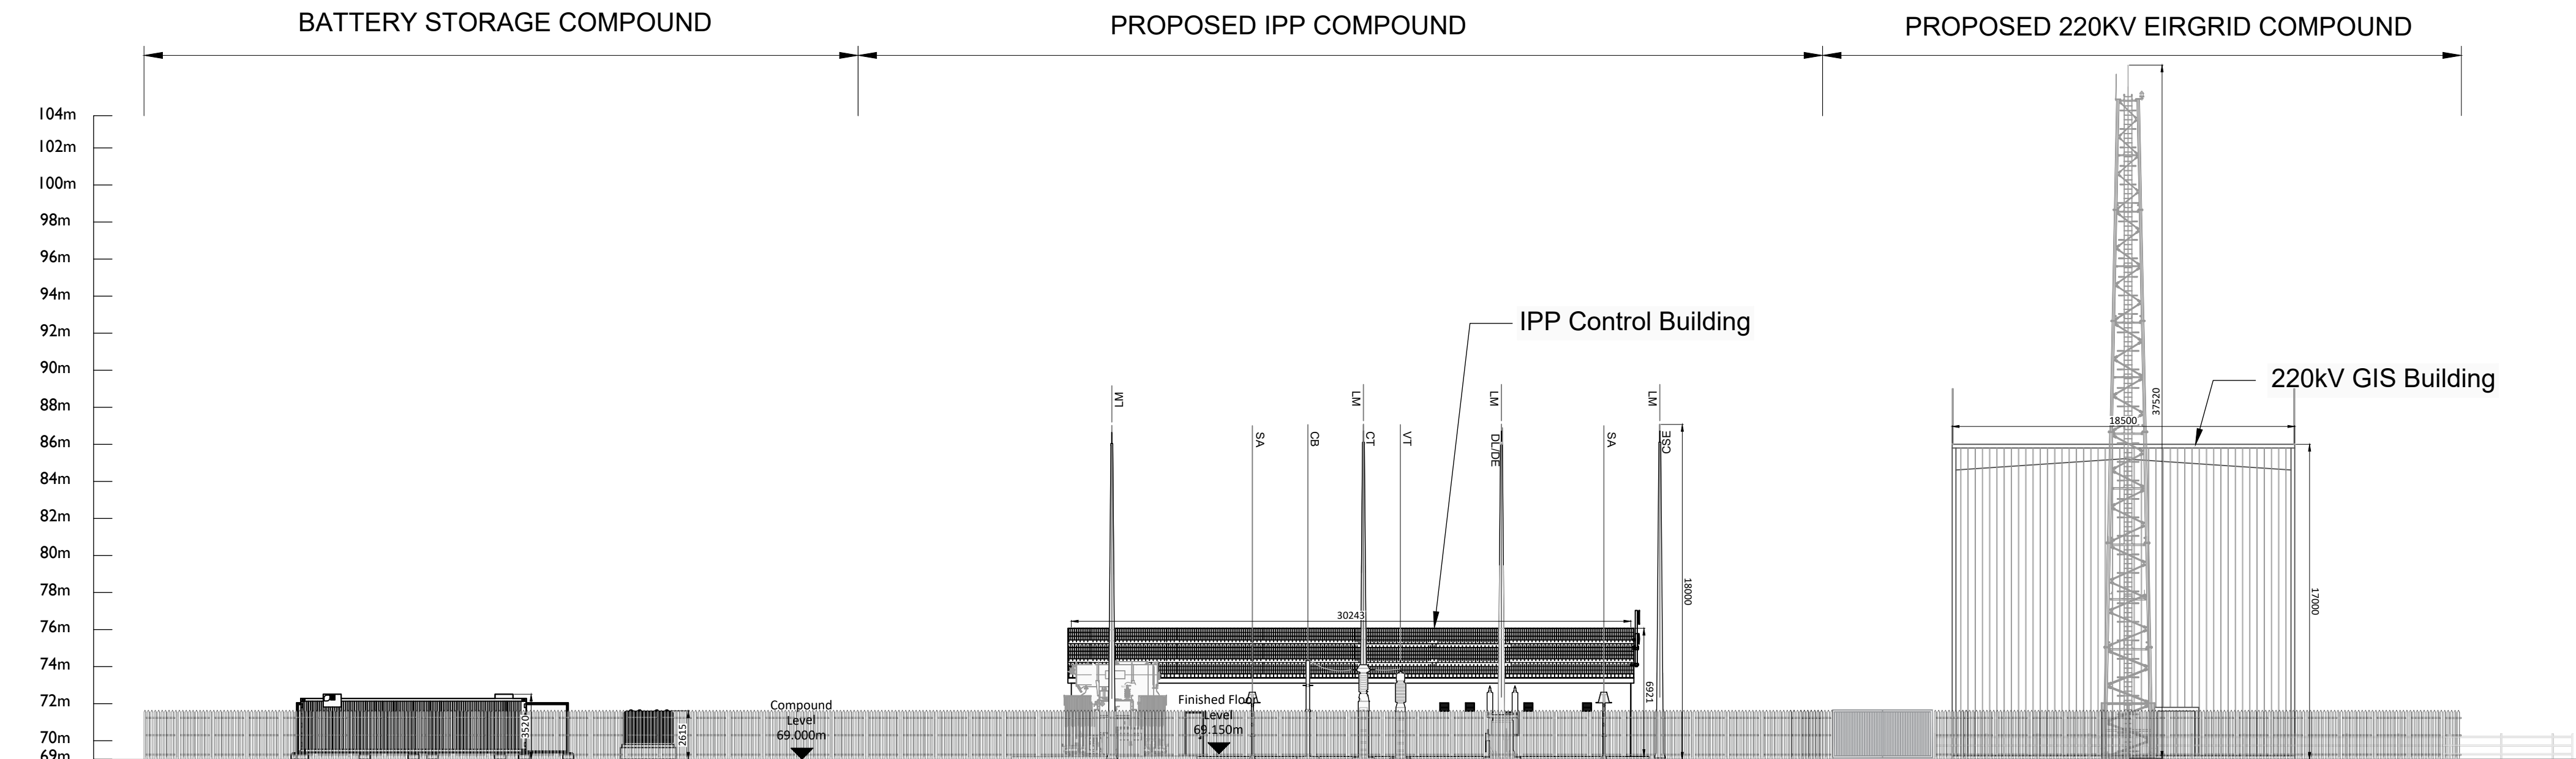 BATTERY STORAGE COMPOUND
PROPOSED IPP COMPOUND
PROPOSED 220KV EIRGRID COMPOUND
104m
102m
100m
98m
96m
94m
92m
90m
88m
86m
84m
82m
80m
78m
76m
74m
72m
70m
69m
IPP Control Building
220kV GIS Building
LM
LM
LM
LM
SA
CB
CT
VT
DL/DE
SA
CSE
37520
18500
17000
18000
30243
6921
3520
2615
Compound
Level
69.000m
Finished Floor
Level
69.150m